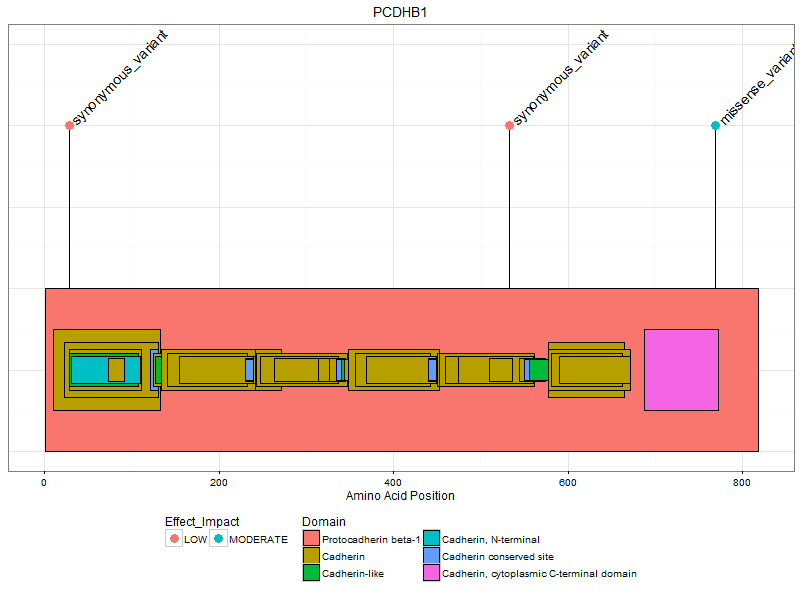 PCDHB1
synonymous_variant
synonymous_variant
missense_varian
0 200 400 600 800
Amino Acid Position
Effect_Impact
LOW MODERATE
Domain
Protocadherin beta-1
Cadherin
Cadherin-like
Cadherin, N-terminal
Cadherin conserved site
Cadherin, cytoplasmic C-terminal domain